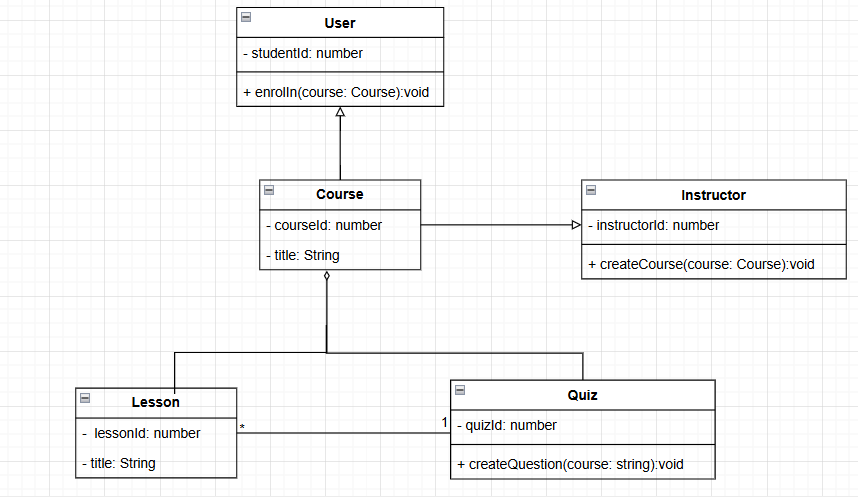 User
- studentId: number
+ enrolIn(course: Course):void
Course
- courseId: number
- title: String
Instructor
- instructorId: number
+ createCourse(course: Course):void
Lesson
- lessonId: number
- title: String
*
1
Quiz
- quizId: number
+ createQuestion(course: string):void